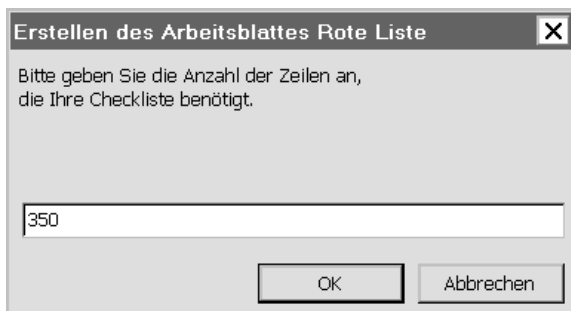 Erstellen des Arbeitsblattes Rote Liste
Bitte geben Sie die Anzahl der Zeilen an,
die Ihre Checkliste benötigt.
350
OK
Abbrechen